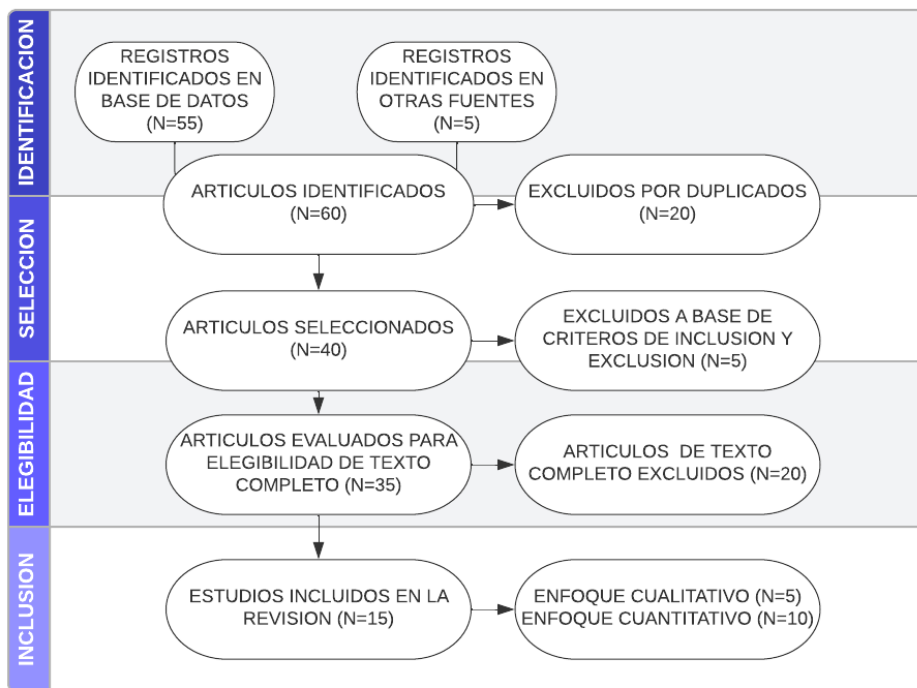 IDENTIFICACION
REGISTROS
IDENTIFICADOS EN
BASE DE DATOS
(N=55)
REGISTROS
IDENTIFICADOS EN
OTRAS FUENTES
(N=5)
ARTICULOS IDENTIFICADOS
(N=60)
EXCLUIDOS POR DUPLICADOS
(N=20)
SELECCION
ARTICULOS SELECCIONADOS
(N=40)
EXCLUIDOS A BASE DE
CRITEROS DE INCLUSION Y
EXCLUSION (N=5)
ELEGIBILIDAD
ARTICULOS EVALUADOS PARA
ELEGIBILIDAD DE TEXTO
COMPLETO (N=35)
ARTICULOS DE TEXTO
COMPLETO EXCLUIDOS (N=20)
INCLUSION
ESTUDIOS INCLUIDOS EN LA
REVISION (N=15)
ENFOQUE CUALITATIVO (N=5)
ENFOQUE CUANTITATIVO (N=10)